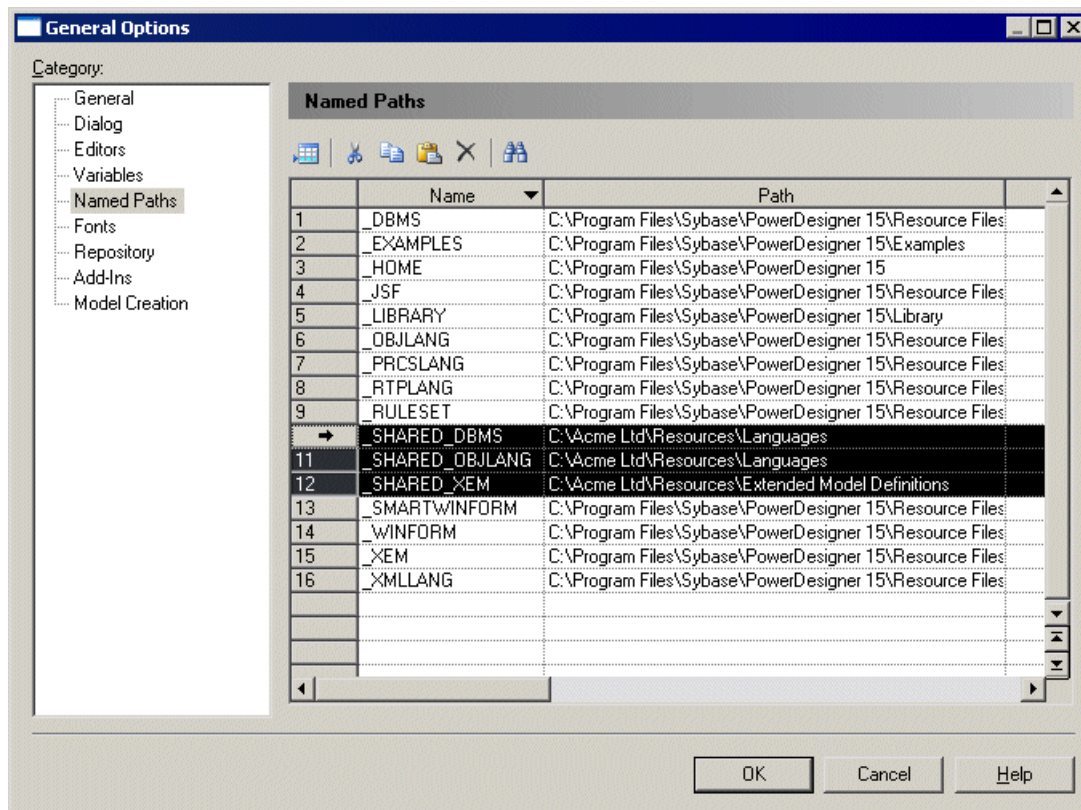 General Options
Category:
General
Dialog
Editors
Variables
Named Paths
Fonts
Repository
Add-Ins
Model Creation
Named Paths
Name Path
1 _DBMS C:\Program Files\Sybase\PowerDesigner 15\Resource Files
2 _EXAMPLES C:\Program Files\Sybase\PowerDesigner 15\Examples
3 _HOME C:\Program Files\Sybase\PowerDesigner 15
4 _JSF C:\Program Files\Sybase\PowerDesigner 15\Resource Files
5 _LIBRARY C:\Program Files\Sybase\PowerDesigner 15\Library
6 _OBJLANG C:\Program Files\Sybase\PowerDesigner 15\Resource Files
7 _PRCSLANG C:\Program Files\Sybase\PowerDesigner 15\Resource Files
8 _RTPLANG C:\Program Files\Sybase\PowerDesigner 15\Resource Files
9 _RULESET C:\Program Files\Sybase\PowerDesigner 15\Resource Files
_SHARED_DBMS C:\Acme Ltd\Resources\Languages
11 _SHARED_OBJLANG C:\Acme Ltd\Resources\Languages
12 _SHARED_XEM C:\Acme Ltd\Resources\Extended Model Definitions
13 _SMARTWINFORM C:\Program Files\Sybase\PowerDesigner 15\Resource Files
14 _WINFORM C:\Program Files\Sybase\PowerDesigner 15\Resource Files
15 _XEM C:\Program Files\Sybase\PowerDesigner 15\Resource Files
16 _XMLLANG C:\Program Files\Sybase\PowerDesigner 15\Resource Files
OK Cancel Help